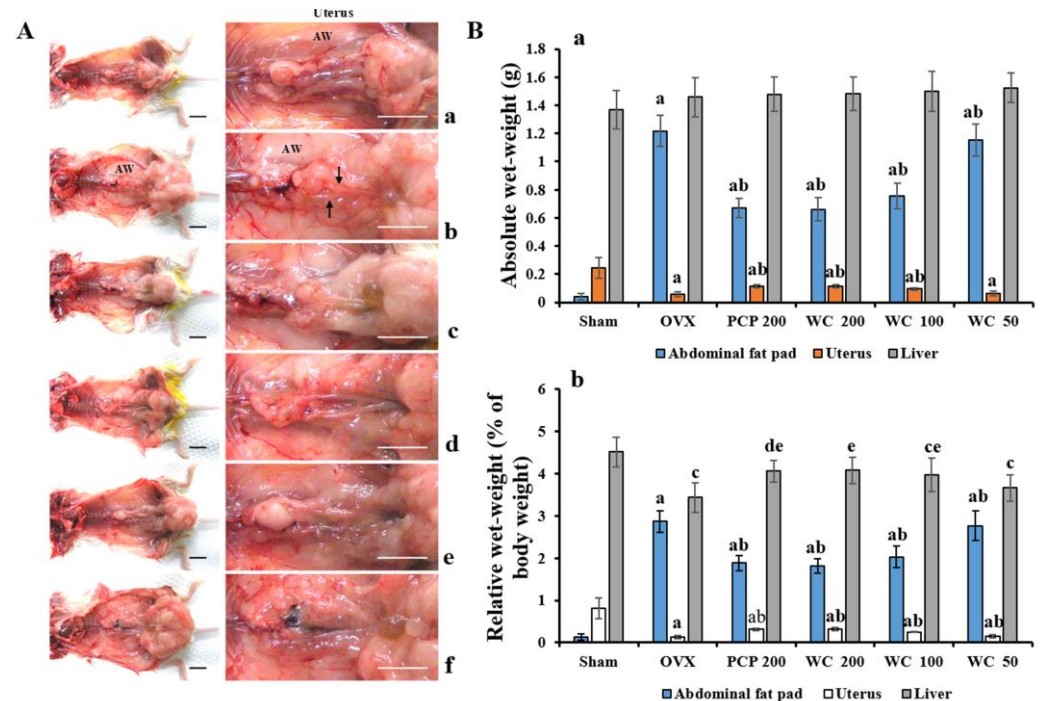 A
Uterus
AW
a
AW
AW
b
c
d
e
f
B
a
Absolute wet-weight (g)
1.8
1.6
1.4
1.2
1
0.8
0.6
0.4
0.2
0
a
a
ab
ab
ab
ab
ab
ab
ab
a
Sham OVX PCP 200 WC 200 WC 100 WC 50
Abdominal fat pad Uterus Liver
b
Relative wet-weight (% of
body weight)
6
5
4
3
2
1
0
a
a
c
ab
ab
de
ab
ab
e
ab
ab
ce
ab
a
c
Sham OVX PCP 200 WC 200 WC 100 WC 50
Abdominal fat pad Uterus Liver